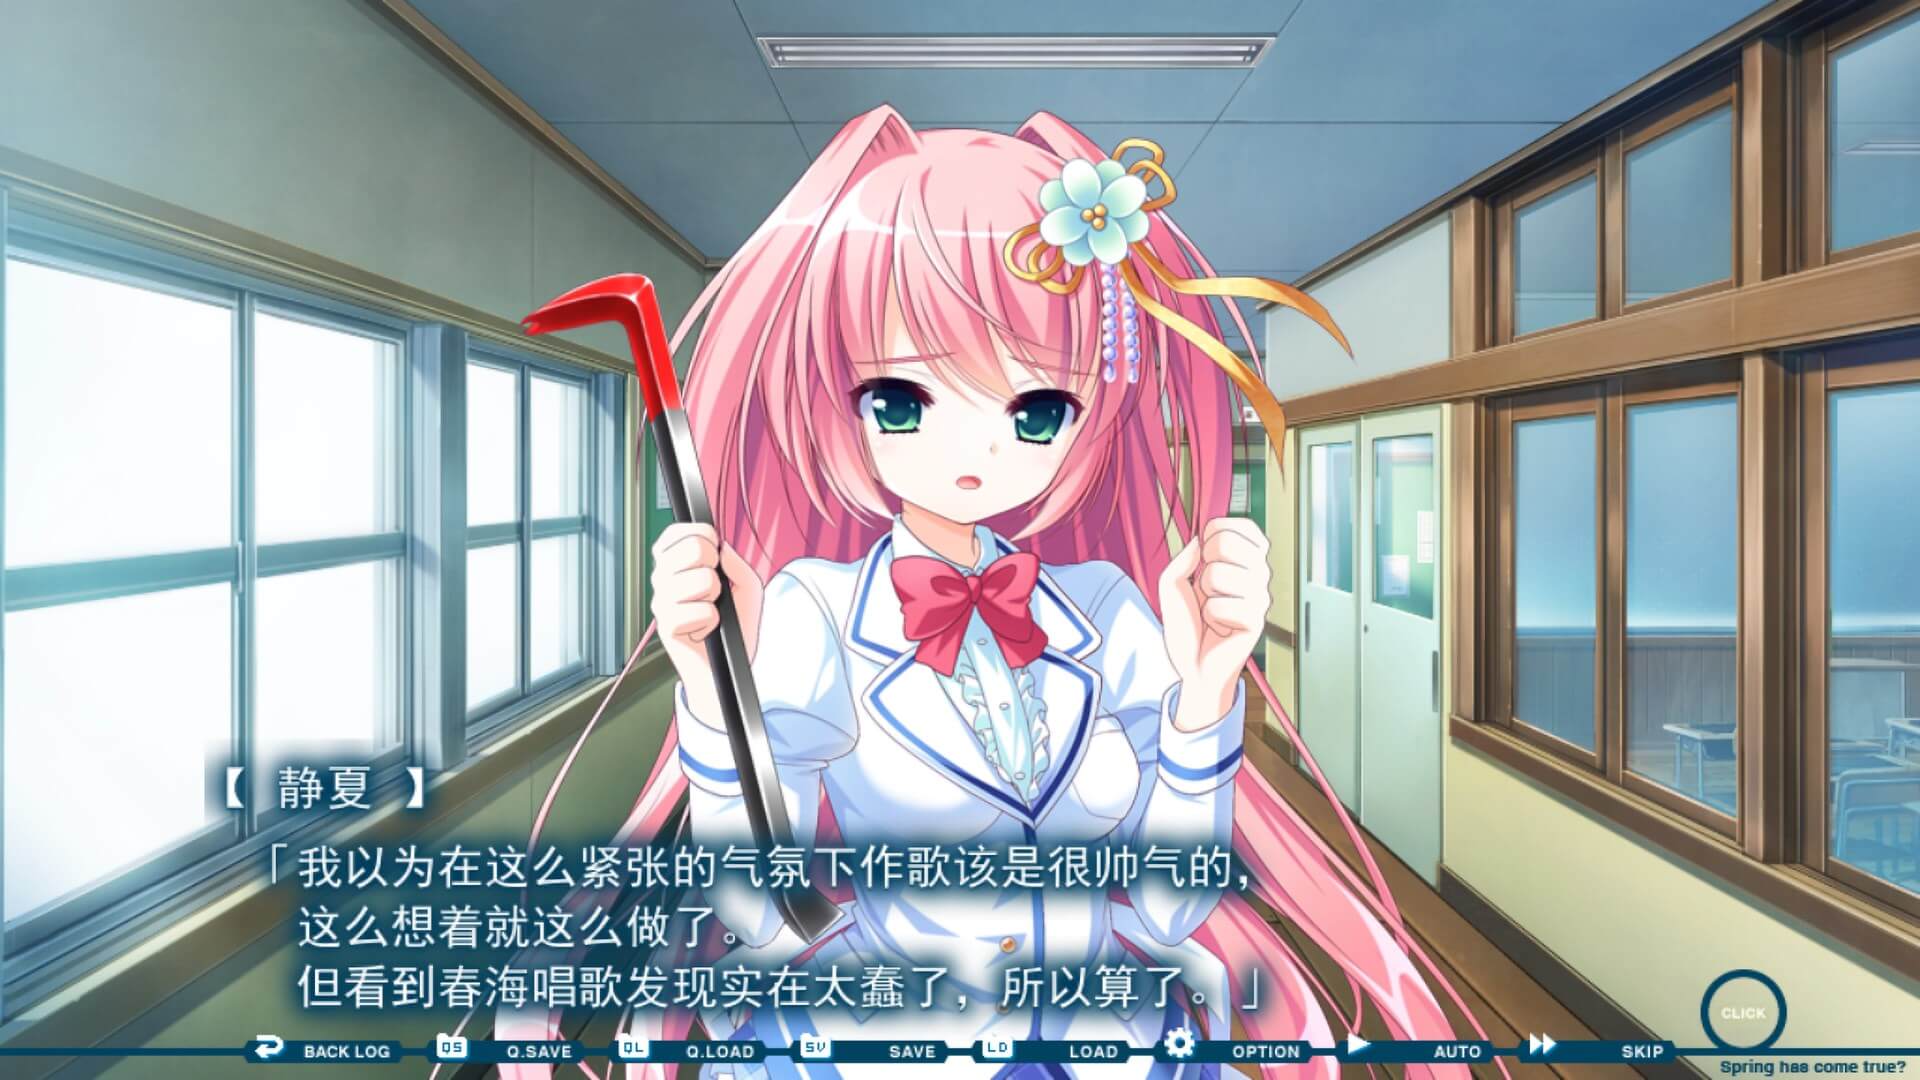 【 静夏 】
「我以为在这么紧张的气氛下作歌该是很帅气的，
这么想着就这么做了。
但看到春海唱歌发现实在太蠢了，所以算了。」
CLICK
BACK LOG QS Q.SAVE QL Q.LOAD SV SAVE LD LOAD OPTION AUTO SKIP
Spring has come true?